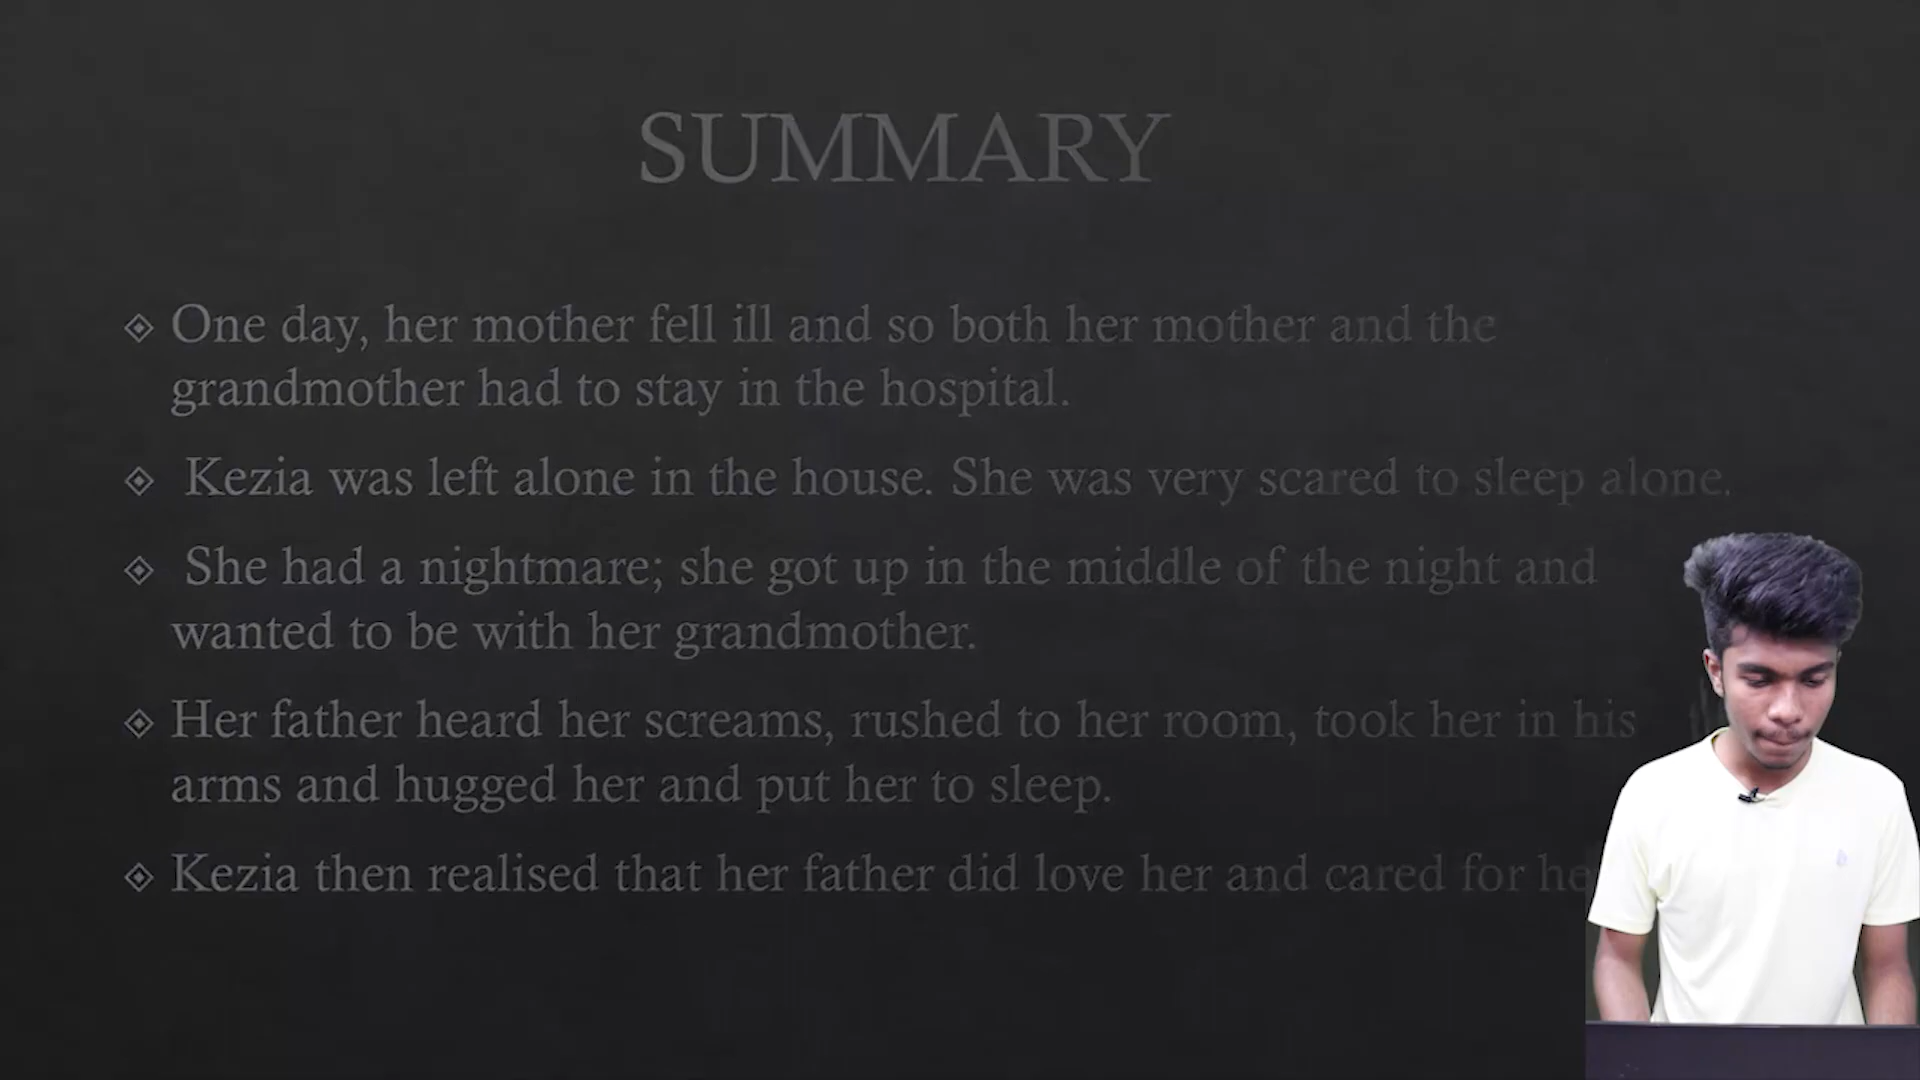 SUMMARY
One day, her mother fell ill and so both her mother and the
grandmother had to stay in the hospital.
Kezia was left alone in the house. She was very scared to sleep alone.
She had a nightmare; she got up in the middle of the night and
wanted to be with her grandmother.
Her father heard her screams, rushed to her room, took her in his
arms and hugged her and put her to sleep.
Kezia then realised that her father did love her and cared for he